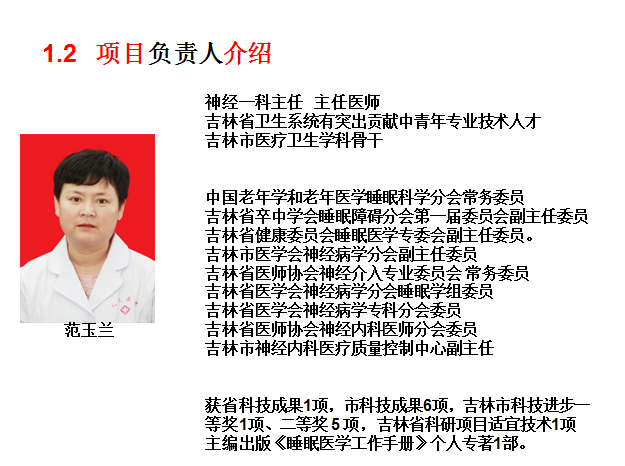 1.2 项目负责人介绍
神经一科主任 主任医师
吉林省卫生系统有突出贡献中青年专业技术人才
吉林市医疗卫生学科骨干
中国老年学和老年医学睡眠科学分会常务委员
吉林省卒中学会睡眠障碍分会第一届委员会副主任委员
吉林省健康委员会睡眠医学专委会副主任委员。
吉林市医学会神经病学分会副主任委员
吉林省医师协会神经介入专业委员会 常务委员
吉林省医学会神经病学分会睡眠学组委员
吉林省医学会神经病学专科分会委员
吉林省医师协会神经内科医师分会委员
吉林市神经内科医疗质量控制中心副主任
范玉兰
获省科技成果1项，市科技成果6项，吉林市科技进步一
等奖1项、二等奖 5 项，吉林省科研项目适宜技术1项
主编出版《睡眠医学工作手册》个人专著1部。